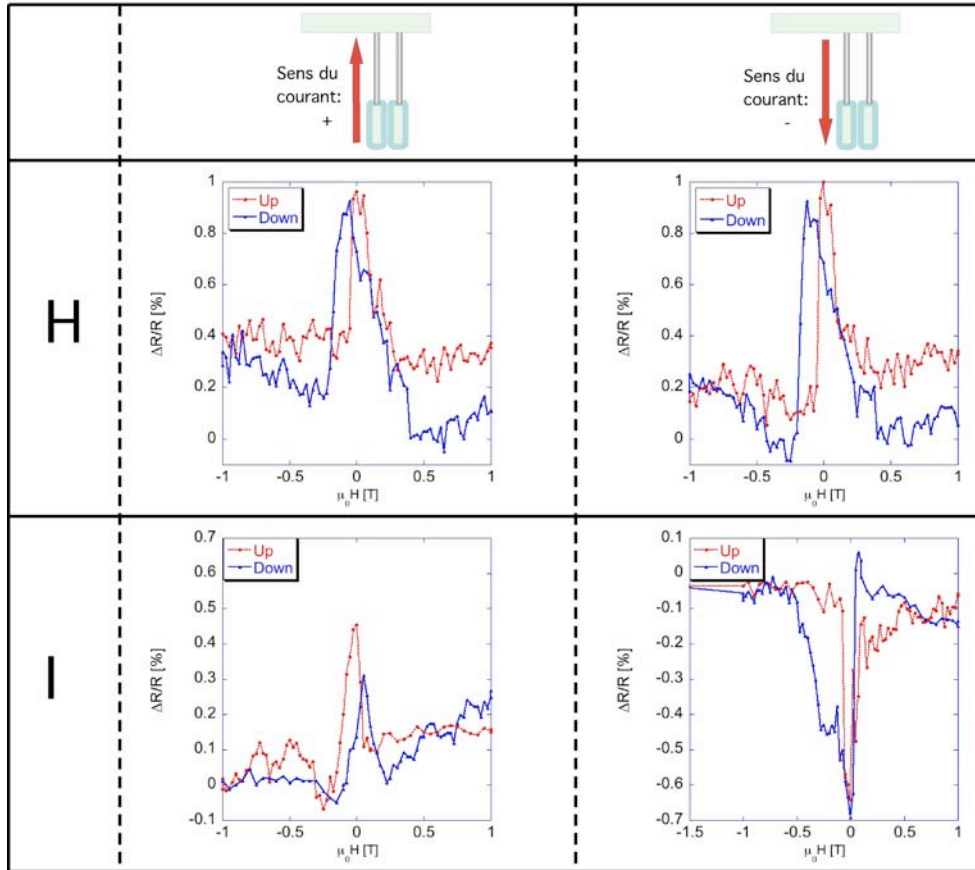 Sens du
courant:
+
Sens du
courant:
-
H
Up
Down
1
0.8
0.6
0.4
0.2
0
ΔR/R [%]
-1
-0.5
0
0.5
1
μ₀H [T]
Up
Down
1
0.8
0.6
0.4
0.2
0
ΔR/R [%]
-1
-0.5
0
0.5
1
μ₀H [T]
I
Up
Down
0.7
0.6
0.5
0.4
0.3
0.2
0.1
0
-0.1
ΔR/R [%]
-1
-0.5
0
0.5
1
μ₀H [T]
Up
Down
0.1
0
-0.1
-0.2
-0.3
-0.4
-0.5
-0.6
-0.7
ΔR/R [%]
-1.5
-1
-0.5
0
0.5
1
μ₀H [T]